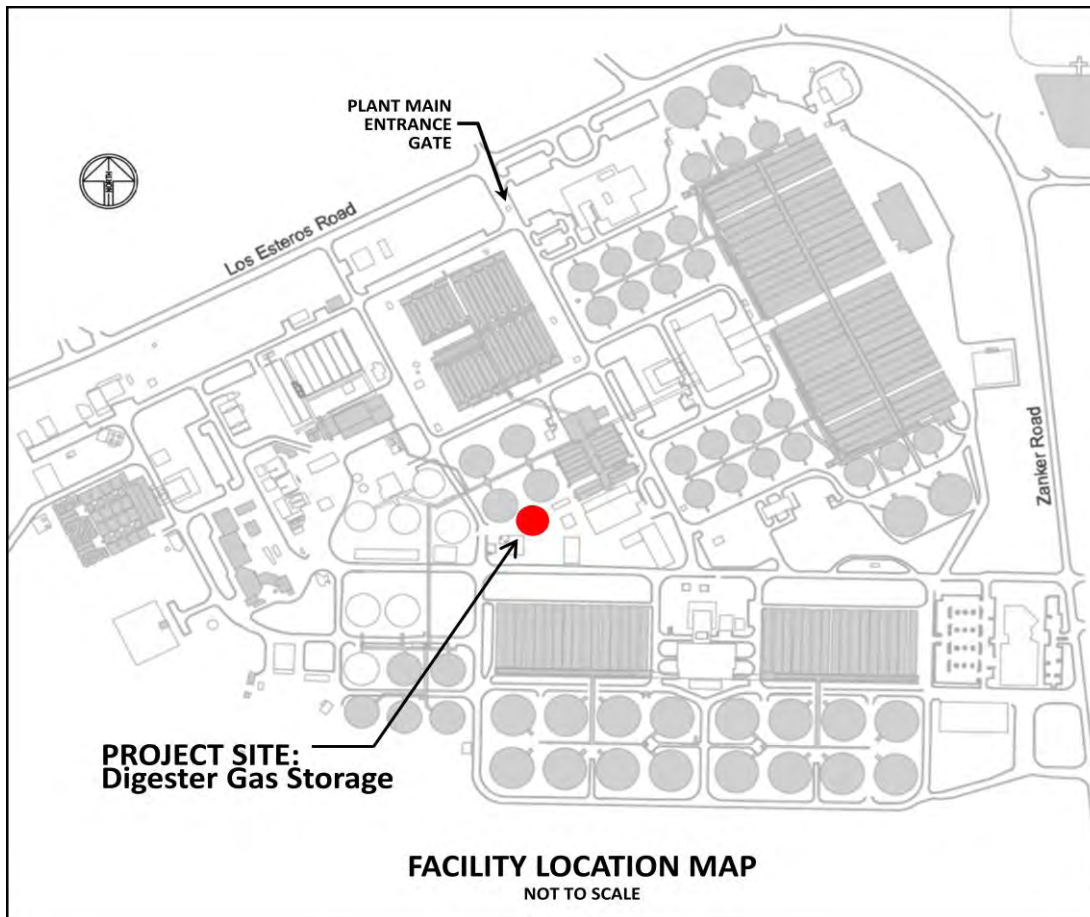 PLANT MAIN
ENTRANCE
GATE
NORTH
Los Esteros Road
Zanker Road
PROJECT SITE:
Digester Gas Storage
FACILITY LOCATION MAP
NOT TO SCALE